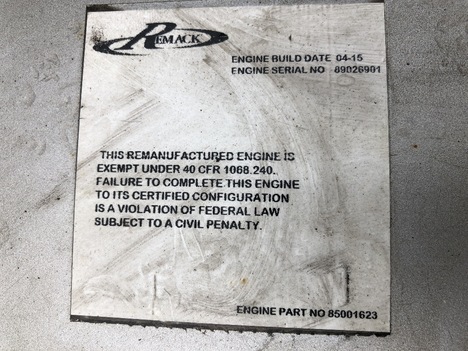 REMACK
ENGINE BUILD DATE 04-15
ENGINE SERIAL NO 89026901
THIS REMANUFACTURED ENGINE IS
EXEMPT UNDER 40 CFR 1068.240.
FAILURE TO COMPLETE THIS ENGINE
TO ITS CERTIFIED CONFIGURATION
IS A VIOLATION OF FEDERAL LAW
SUBJECT TO A CIVIL PENALTY.
ENGINE PART NO 85001623